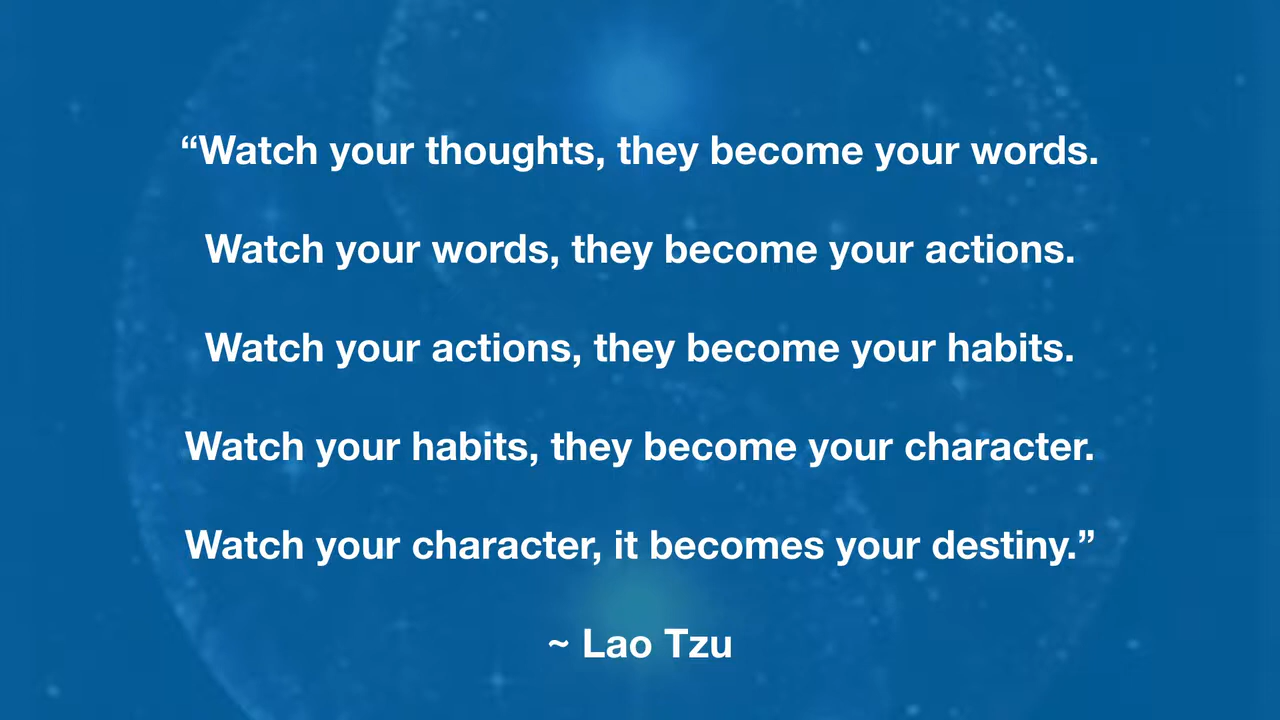 “Watch your thoughts, they become your words.
Watch your words, they become your actions.
Watch your actions, they become your habits.
Watch your habits, they become your character.
Watch your character, it becomes your destiny.”
~ Lao Tzu